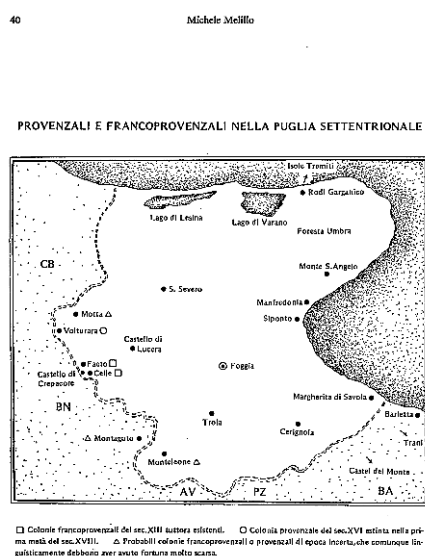 40
Michele Melillo
PROVENZALI E FRANCOPROVENZALI NELLA PUGLIA SETTENTRIONALE
Isole Tremiti
Rodi Garganico
Lago di Lesina
Lago di Varano
Foresta Umbra
CB
Monte S.Angelo
S. Severo
Manfredonia
Motta △
Siponto
Volturara ○
Castello di
Lucera
Faeto □
Foggia
Castello di
Crepacore
Celle □
BN
Margherita di Savoia
Barletta
Troia
Cerignola
Trani
△ Montaguto
Monteleone △
Castel del Monte
AV
PZ
BA
□ Colonie francoprovenzali del sec.XIII tuttora esistenti. ○ Colonia provenzale del sec.XVI estinta nella pri-
ma metà del sec.XVIII. △ Probabili colonie francoprovenzali o provenzali di epoca incerta, che comunque lin-
guisticamente debbono aver avuto fortuna molto scarsa.